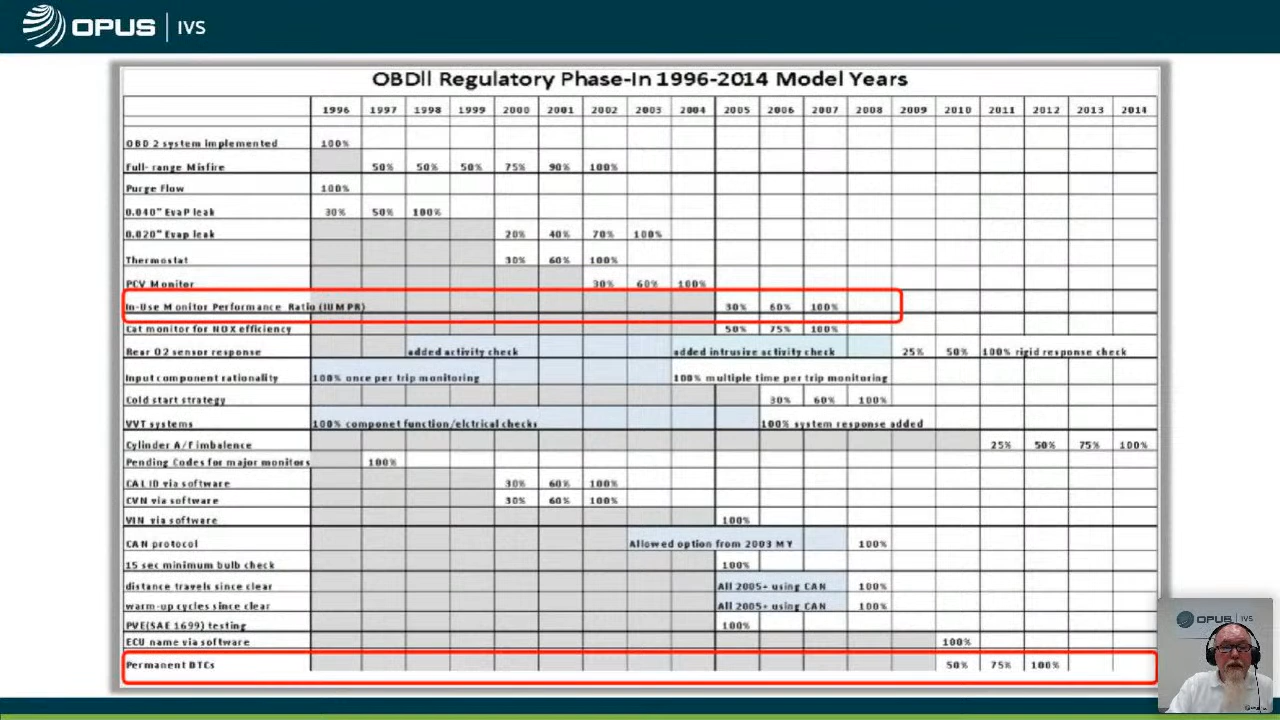 OPUS IVS
OBDll Regulatory Phase-In 1996-2014 Model Years
1996 1997 1998 1999 2000 2001 2002 2003 2004 2005 2006 2007 2008 2009 2010 2011 2012 2013 2014
OBD 2 system implemented 100%
Full- range Misfire 50% 50% 50% 75% 90% 100%
Purge Flow 100%
0.040" EvaP leak 30% 50% 100%
0.020" Evap leak 20% 40% 70% 100%
Thermostat 30% 60% 100%
PCV Monitor 30% 60% 100%
In-Use Monitor Performance Ratio (IUMPR) 30% 60% 100%
Cat monitor for NOX efficiency 50% 75% 100%
Rear O2 sensor response added activity check added intrusive activity check 25% 50% 100% rigid response check
Input component rationality 100% once per trip monitoring 100% multiple time per trip monitoring
Cold start strategy 30% 60% 100%
VVT systems 100% componet function/elctrical checks 100% system response added
Cylinder A/f imbalence 25% 50% 75% 100%
Pending Codes for major monitors 100%
CAL ID via software 30% 60% 100%
CVN via software 30% 60% 100%
VIN via software 100%
CAN protocol Allowed option from 2003 MY 100%
15 sec minimum bulb check 100%
distance travels since clear All 2005+ using CAN 100%
warm-up cycles since clear All 2005+ using CAN 100%
PVE(SAE 1699) testing 100%
ECU name via software 100%
Permanent DTCs 50% 75% 100%
OPUS IVS